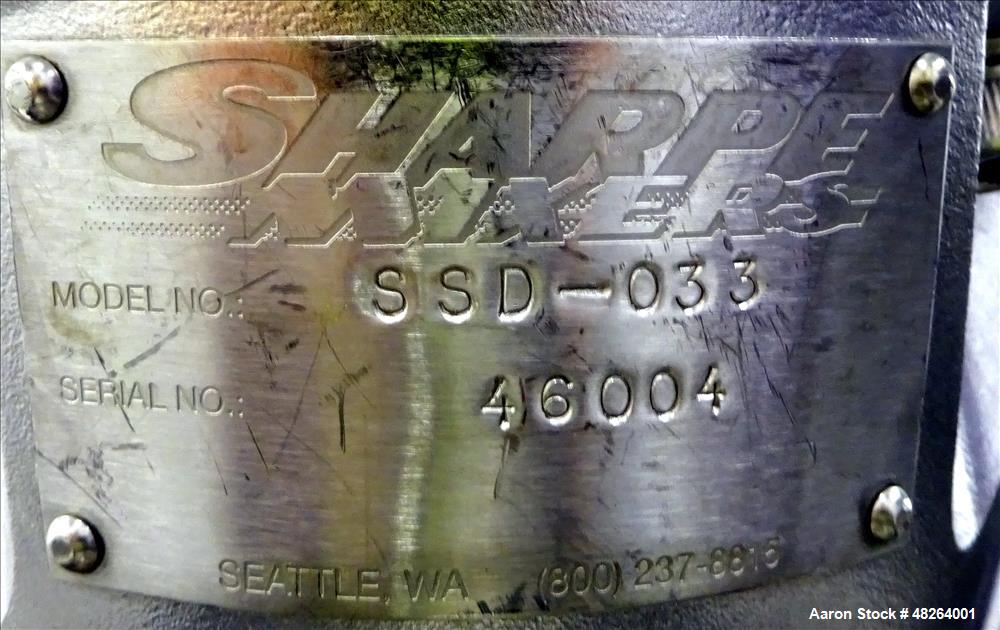 SHARPE
MIXERS
MODEL NO.: SSD-033
SERIAL NO.: 46004
SEATTLE, WA (800) 237-8815
Aaron Stock # 48264001